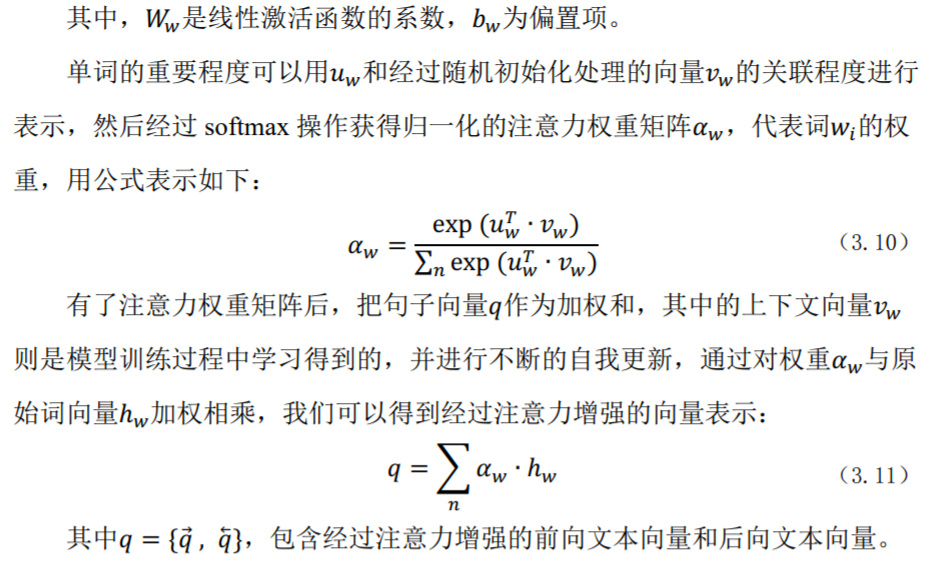 其中，$W_w$是线性激活函数的系数，$b_w$为偏置项。
单词的重要程度可以用$u_w$和经过随机初始化处理的向量$v_w$的关联程度进行
表示，然后经过 softmax 操作获得归一化的注意力权重矩阵$\alpha_w$，代表词$w_i$的权
重，用公式表示如下：
$\alpha_w = \frac{\exp(u_w^T \cdot v_w)}{\sum_n \exp(u_w^T \cdot v_w)}$ （3.10）
有了注意力权重矩阵后，把句子向量$q$作为加权和，其中的上下文向量$v_w$
则是模型训练过程中学习得到的，并进行不断的自我更新，通过对权重$\alpha_w$与原
始词向量$h_w$加权相乘，我们可以得到经过注意力增强的向量表示：
$q = \sum_n \alpha_w \cdot h_w$ （3.11）
其中$q = \{\vec{q}, \overleftarrow{q}\}$，包含经过注意力增强的前向文本向量和后向文本向量。